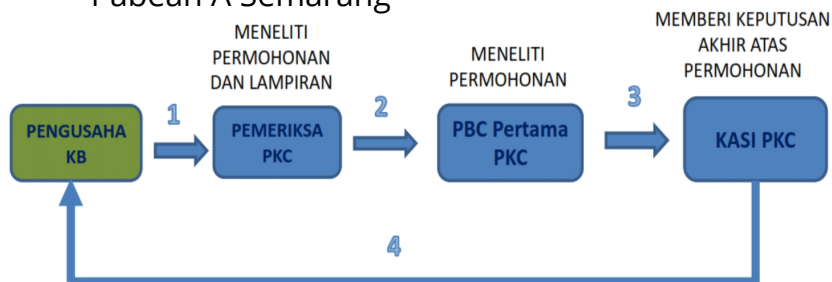 Pabean A Semarang
MENELITI
PERMOHONAN
DAN LAMPIRAN
MENELITI
PERMOHONAN
MEMBERI KEPUTUSAN
AKHIR ATAS
PERMOHONAN
PENGUSAHA
KB
1
PEMERIKSA
PKC
2
PBC Pertama
PKC
3
KASI PKC
4